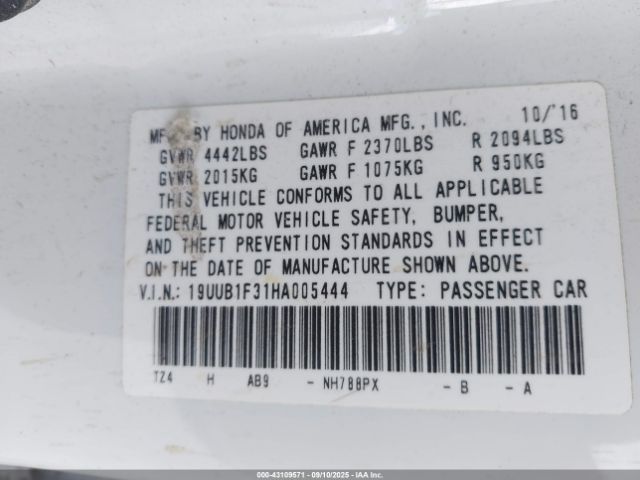 MFD BY HONDA OF AMERICA MFG., INC. 10/'16
GVWR 4442LBS GAWR F 2370LBS R 2094LBS
GVWR 2015KG GAWR F 1075KG R 950KG
THIS VEHICLE CONFORMS TO ALL APPLICABLE
FEDERAL MOTOR VEHICLE SAFETY, BUMPER,
AND THEFT PREVENTION STANDARDS IN EFFECT
ON THE DATE OF MANUFACTURE SHOWN ABOVE.
V.I.N.: 19UUB1F31HA005444 TYPE: PASSENGER CAR
TZ4 H AB9 - NH788PX - B - A
000-43109571 - 09/10/2025 - IAA Inc.